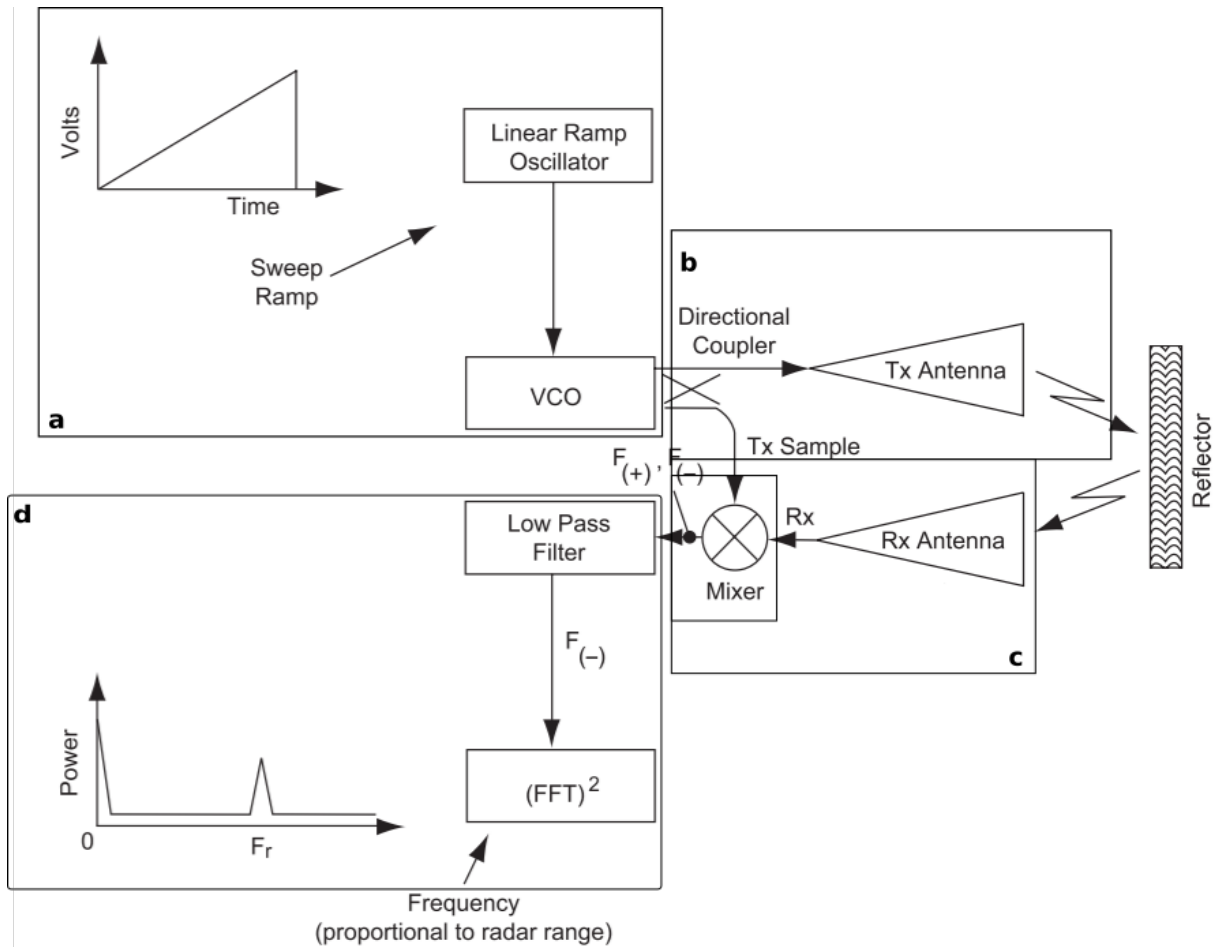 Volts
Time
Linear Ramp
Oscillator
Sweep
Ramp
VCO
a
b
Directional
Coupler
Tx Antenna
Tx Sample
F(+) , F(–)
Reflector
d
Low Pass
Filter
Rx
Rx Antenna
Mixer
c
F(–)
Power
0
Fr
(FFT)2
Frequency
(proportional to radar range)